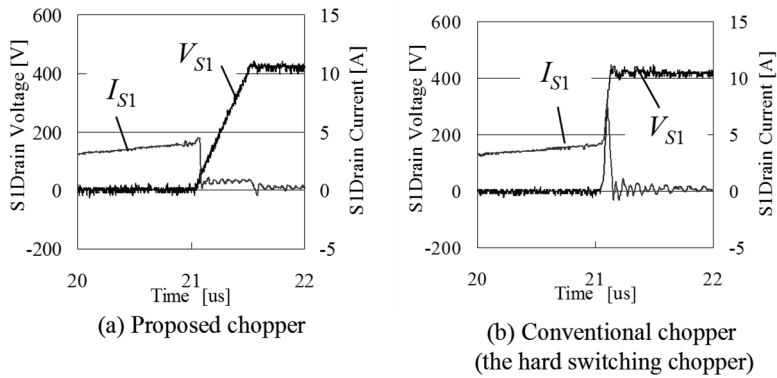 600
400
200
0
-200
S1Drain Voltage [V]
V_S1
I_S1
15
10
5
0
-5
S1Drain Current [A]
20
21
22
Time [us]
(a) Proposed chopper
600
400
200
0
-200
S1Drain Voltage [V]
I_S1
V_S1
15
10
5
0
-5
S1Drain Current [A]
20
21
22
Time [us]
(b) Conventional chopper
(the hard switching chopper)